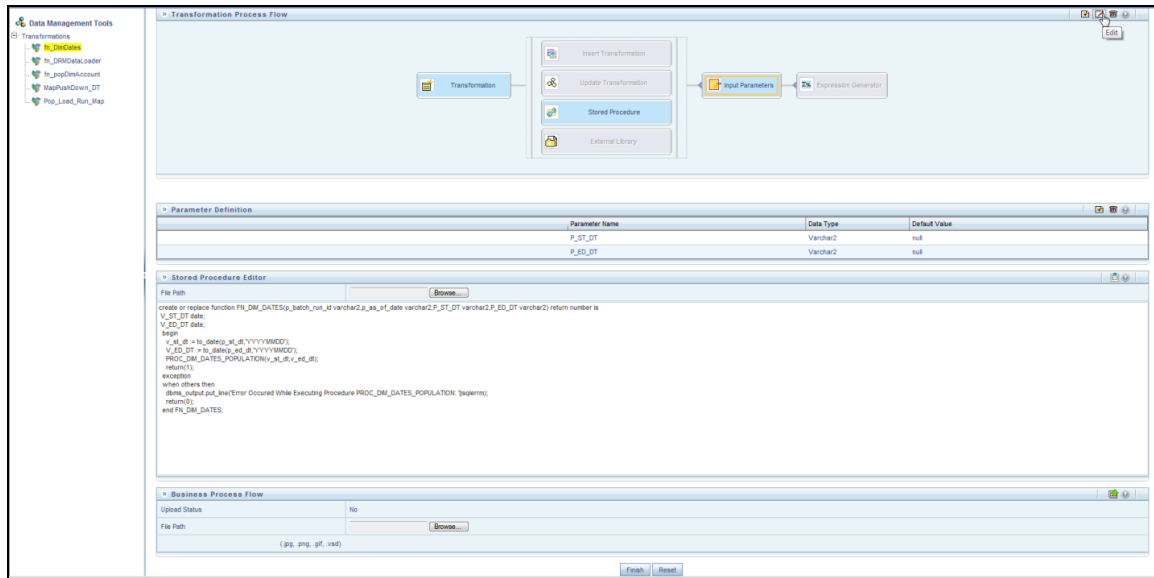 Data Management Tools
Transformations
fn_DimDates
fn_DRMDataLoader
fn_popDimAccount
MapPushDown_DT
Pop_Load_Run_Map
» Transformation Process Flow
Edit
Transformation
Insert Transformation
Update Transformation
Stored Procedure
External Library
Input Parameters
Expression Generator
» Parameter Definition
Parameter Name Data Type Default Value
P_ST_DT Varchar2 null
P_ED_DT Varchar2 null
» Stored Procedure Editor
File Path Browse...
create or replace function FN_DIM_DATES(p_batch_run_id varchar2,p_as_of_date varchar2,P_ST_DT varchar2,P_ED_DT varchar2) return number is
V_ST_DT date;
V_ED_DT date;
begin
v_st_dt := to_date(p_st_dt,'YYYYMMDD');
V_ED_DT := to_date(p_ed_dt,'YYYYMMDD');
PROC_DIM_DATES_POPULATION(v_st_dt,v_ed_dt);
return(1);
exception
when others then
dbms_output.put_line('Error Occured While Executing Procedure PROC_DIM_DATES_POPULATION: '||sqlerrm);
return(0);
end FN_DIM_DATES;
» Business Process Flow
Upload Status No
File Path Browse...
(.jpg, .png, .gif, .vsd)
Finish Reset